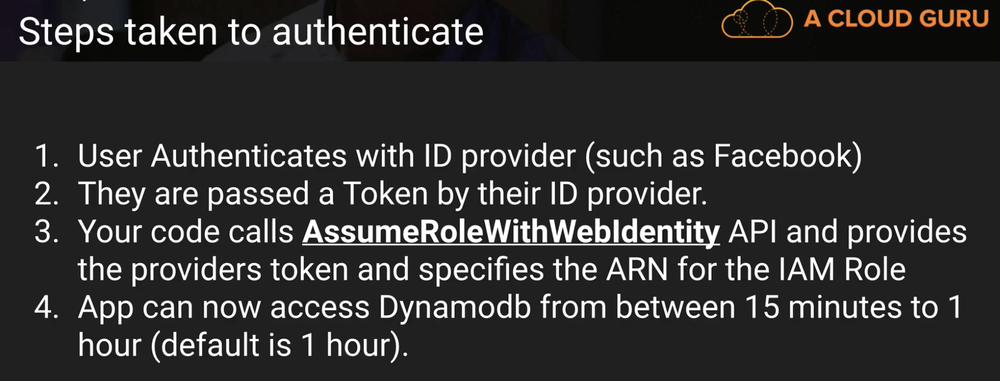 Steps taken to authenticate
A CLOUD GURU
1. User Authenticates with ID provider (such as Facebook)
2. They are passed a Token by their ID provider.
3. Your code calls AssumeRoleWithWebIdentity API and provides
the providers token and specifies the ARN for the IAM Role
4. App can now access Dynamodb from between 15 minutes to 1
hour (default is 1 hour).